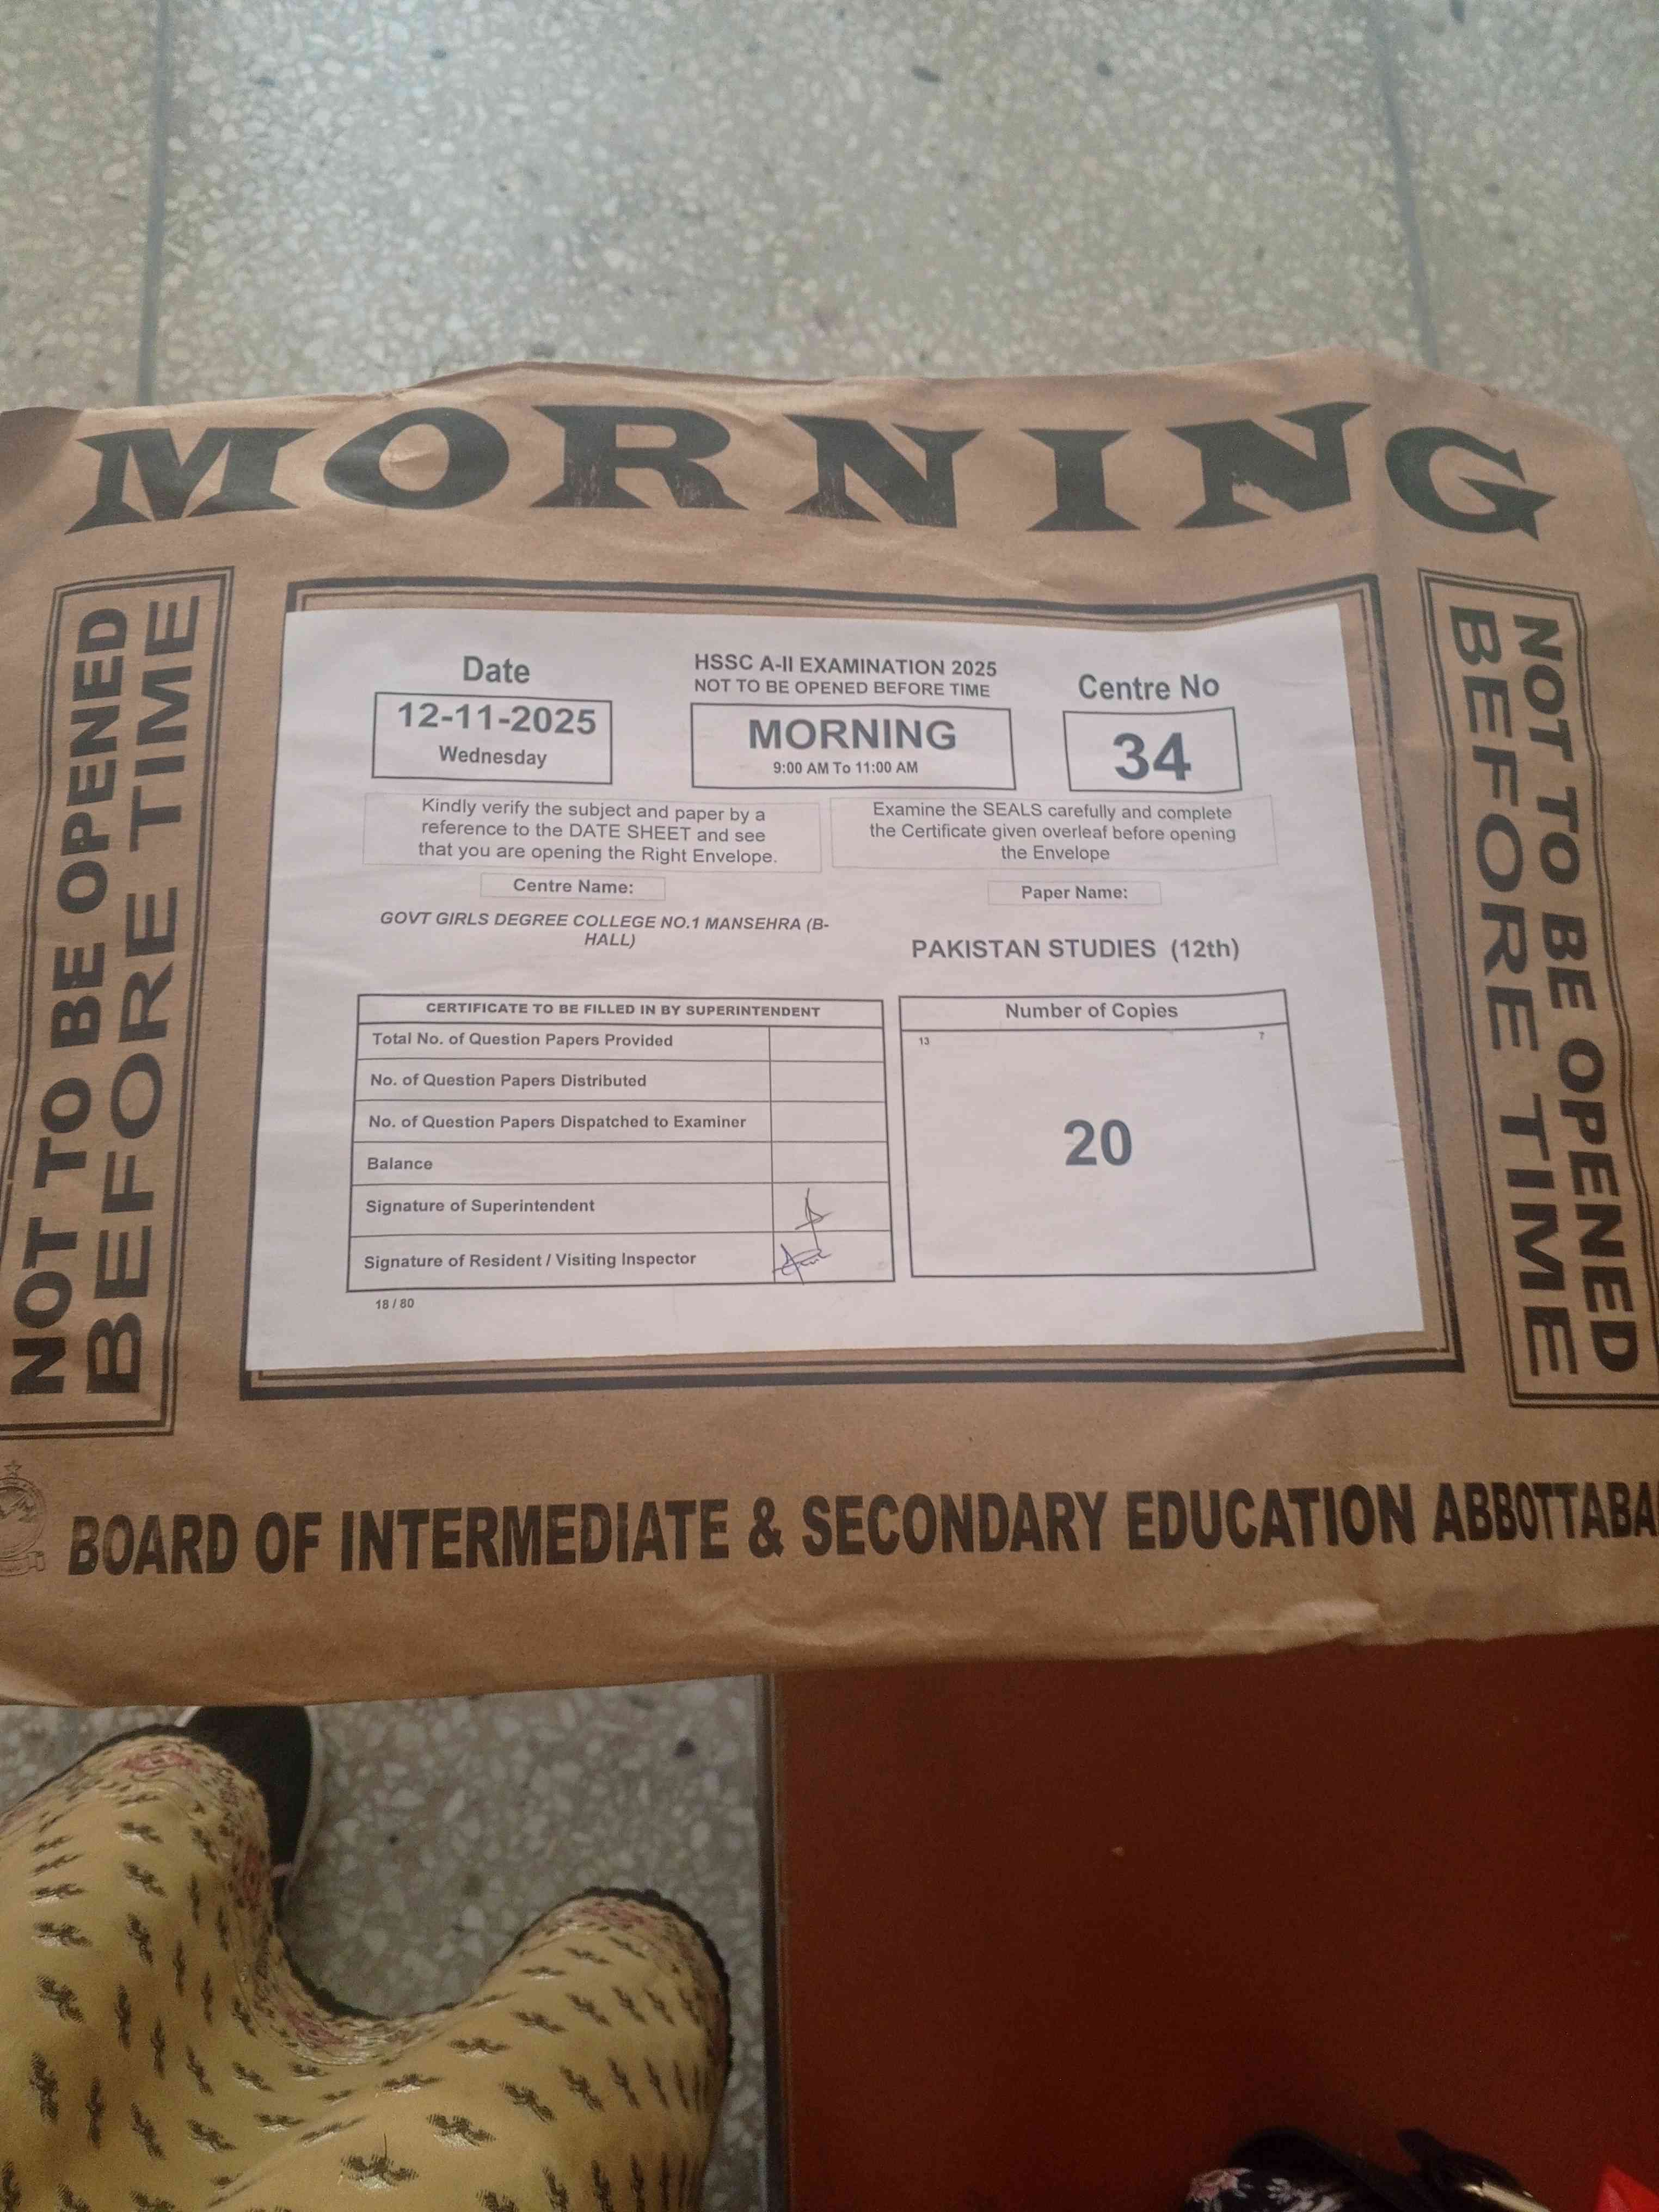 MORNING
NOT TO BE OPENED
BEFORE TIME
Date
12-11-2025
Wednesday
HSSC A-II EXAMINATION 2025
NOT TO BE OPENED BEFORE TIME
MORNING
9:00 AM To 11:00 AM
Centre No
34
Kindly verify the subject and paper by a
reference to the DATE SHEET and see
that you are opening the Right Envelope.
Examine the SEALS carefully and complete
the Certificate given overleaf before opening
the Envelope
Centre Name:
GOVT GIRLS DEGREE COLLEGE NO.1 MANSEHRA (B-
HALL)
Paper Name:
PAKISTAN STUDIES (12th)
CERTIFICATE TO BE FILLED IN BY SUPERINTENDENT
Total No. of Question Papers Provided
No. of Question Papers Distributed
No. of Question Papers Dispatched to Examiner
Balance
Signature of Superintendent
Signature of Resident / Visiting Inspector
18 / 80
Number of Copies
13 7
20
NOT TO BE OPENED
BEFORE TIME
BOARD OF INTERMEDIATE & SECONDARY EDUCATION ABBOTTABA